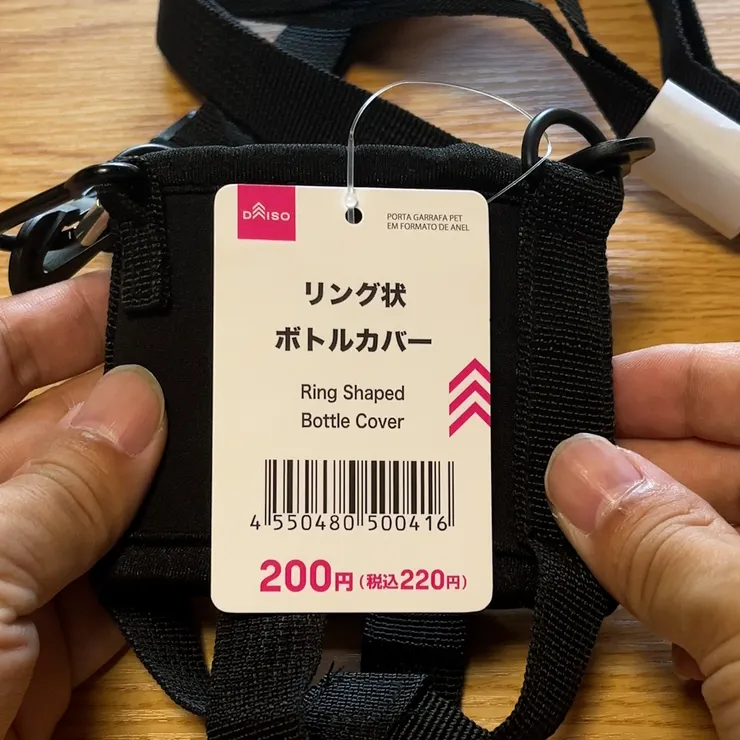 DAISO
PORTA GARRAFA PET
EM FORMATO DE ANEL
リング状
ボトルカバー
Ring Shaped
Bottle Cover
4 550480 500416
200円(税込220円)